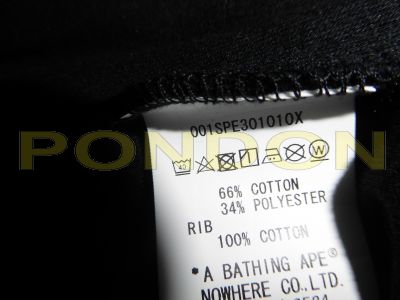 001SPE301010X
PONDON
66% COTTON
34% POLYESTER
RIB
100% COTTON
*A BATHING APE®
NOWHERE CO.,LTD.